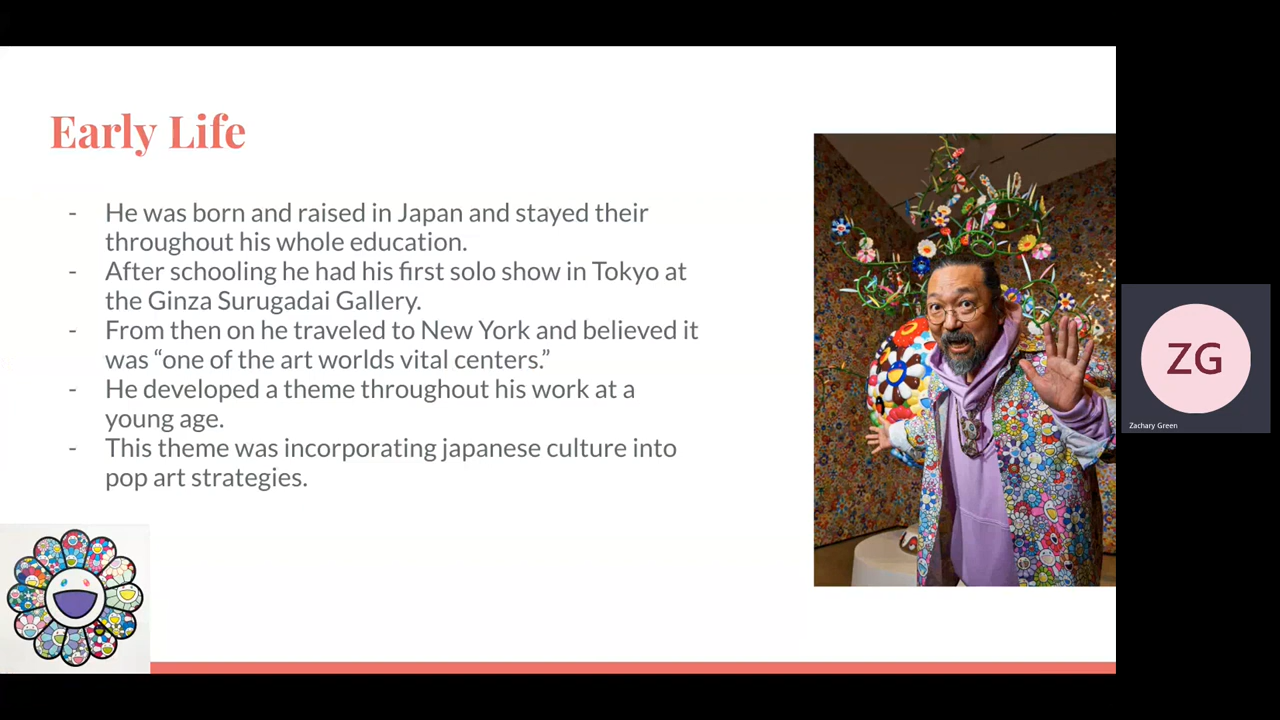 Early Life
- He was born and raised in Japan and stayed their
throughout his whole education.
- After schooling he had his first solo show in Tokyo at
the Ginza Surugadai Gallery.
- From then on he traveled to New York and believed it
was “one of the art worlds vital centers.”
- He developed a theme throughout his work at a
young age.
- This theme was incorporating japanese culture into
pop art strategies.
ZG
Zachary Green